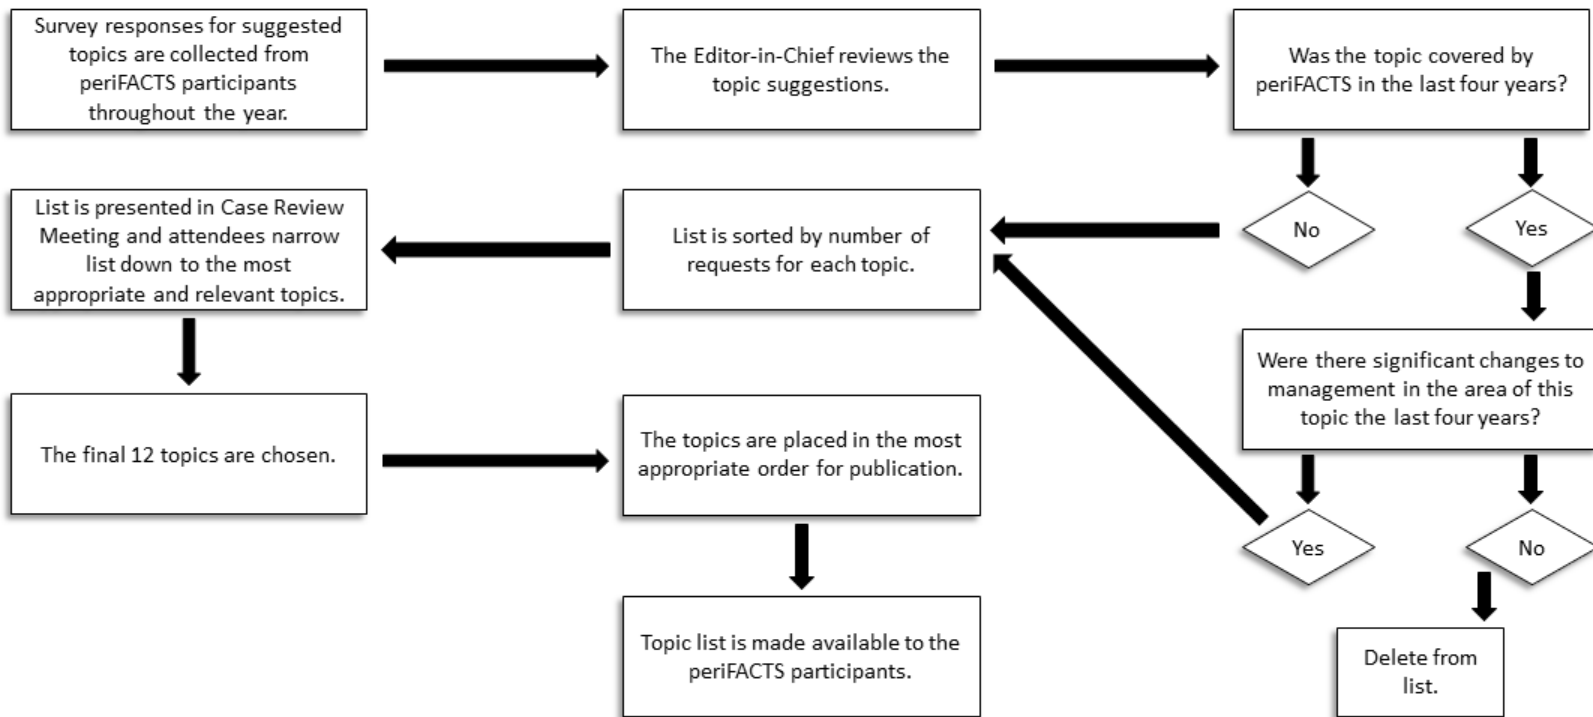 Survey responses for suggested
topics are collected from
periFACTS participants
throughout the year.
The Editor-in-Chief reviews the
topic suggestions.
Was the topic covered by
periFACTS in the last four years?
No
Yes
List is sorted by number of
requests for each topic.
List is presented in Case Review
Meeting and attendees narrow
list down to the most
appropriate and relevant topics.
Were there significant changes to
management in the area of this
topic the last four years?
Yes
No
Delete from
list.
The final 12 topics are chosen.
The topics are placed in the most
appropriate order for publication.
Topic list is made available to the
periFACTS participants.